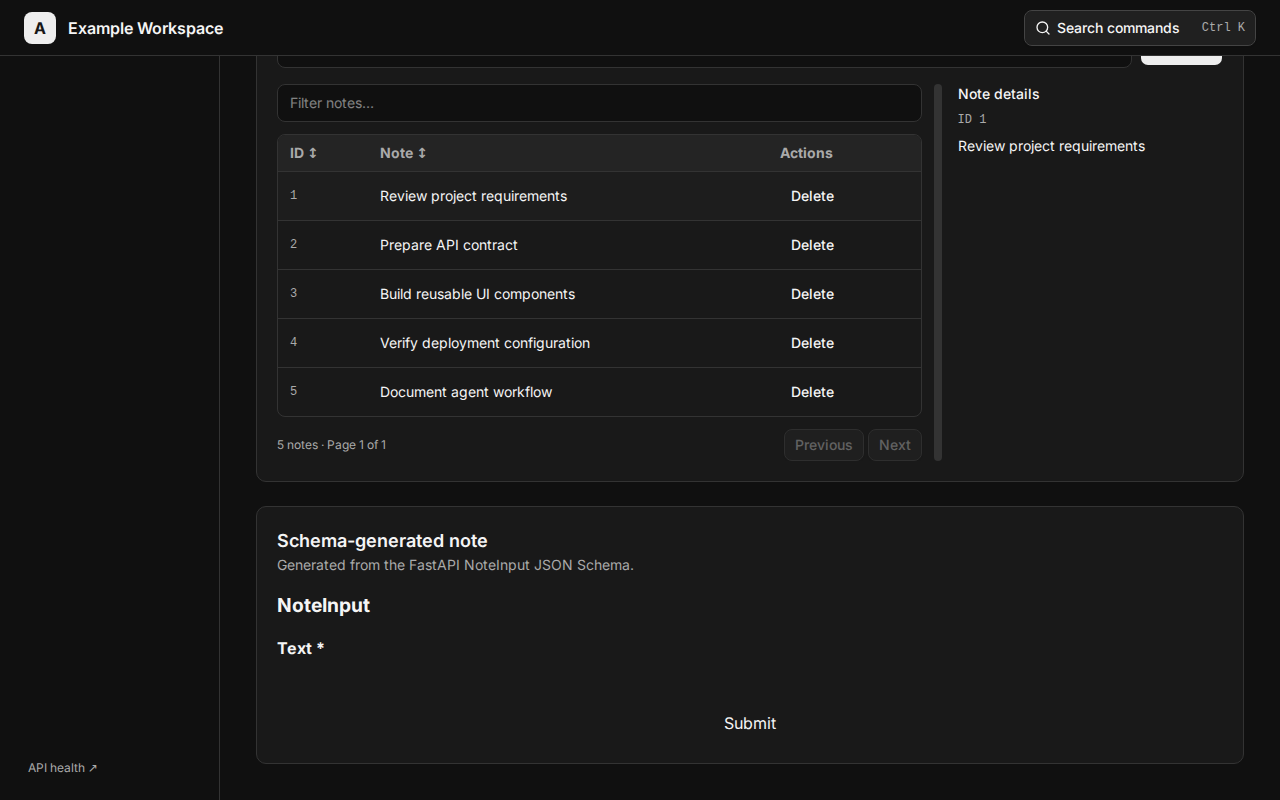 A
Example Workspace
Search commands
Ctrl K
Filter notes...
ID ↕ Note ↕ Actions
1 Review project requirements Delete
2 Prepare API contract Delete
3 Build reusable UI components Delete
4 Verify deployment configuration Delete
5 Document agent workflow Delete
5 notes · Page 1 of 1
Previous
Next
Note details
ID 1
Review project requirements
Schema-generated note
Generated from the FastAPI NoteInput JSON Schema.
NoteInput
Text *
Submit
API health ↗